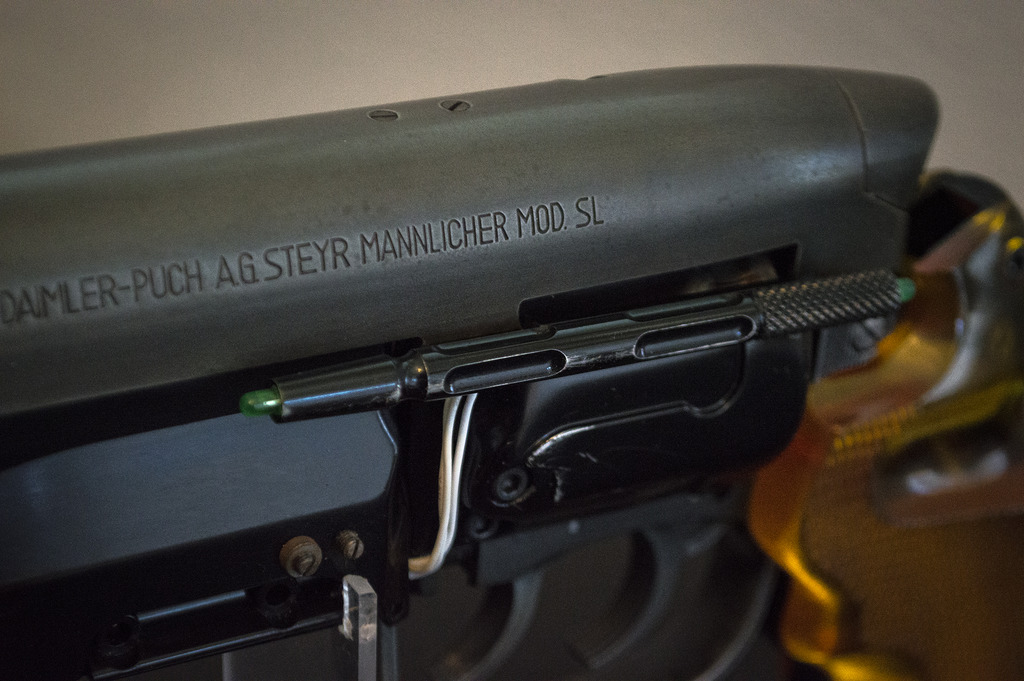 DAIMLER-PUCH A.G. STEYR MANNLICHER MOD. SL